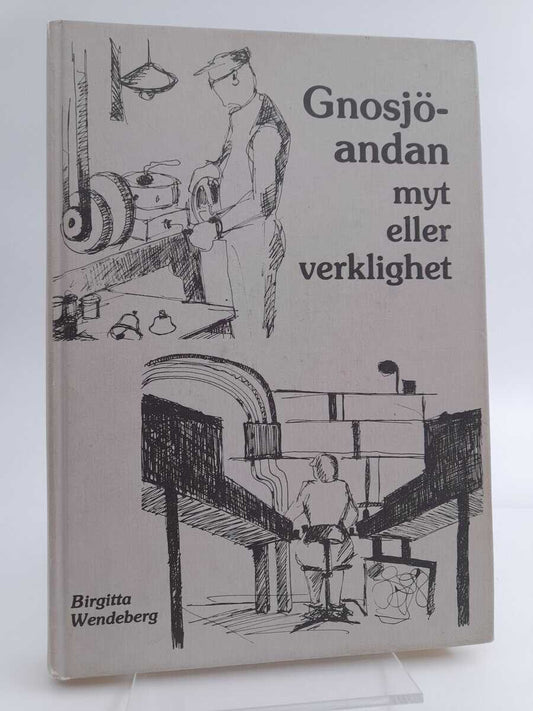 Gnosjö-
andan
myt
eller
verklighet
Birgitta
Wendeberg